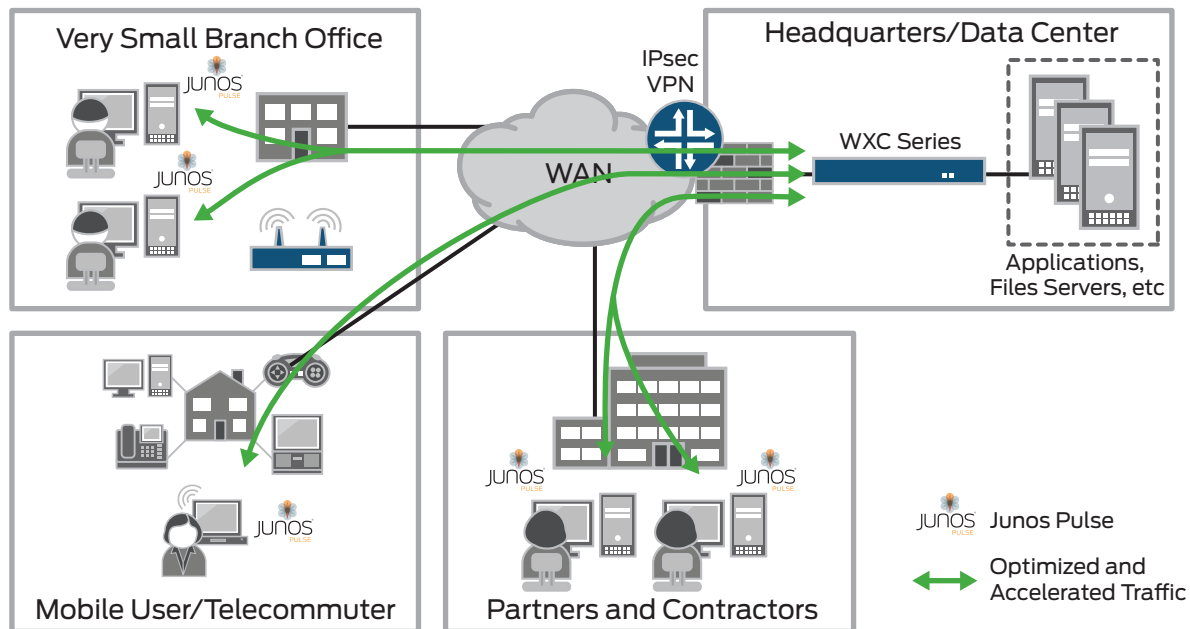 Very Small Branch Office
JUNOS
PULSE
JUNOS
PULSE
IPsec
VPN
WAN
Headquarters/Data Center
WXC Series
Applications,
Files Servers, etc
JUNOS
PULSE
Mobile User/Telecommuter
JUNOS
PULSE
JUNOS
PULSE
Partners and Contractors
JUNOS
PULSE
Junos Pulse
Optimized and
Accelerated Traffic